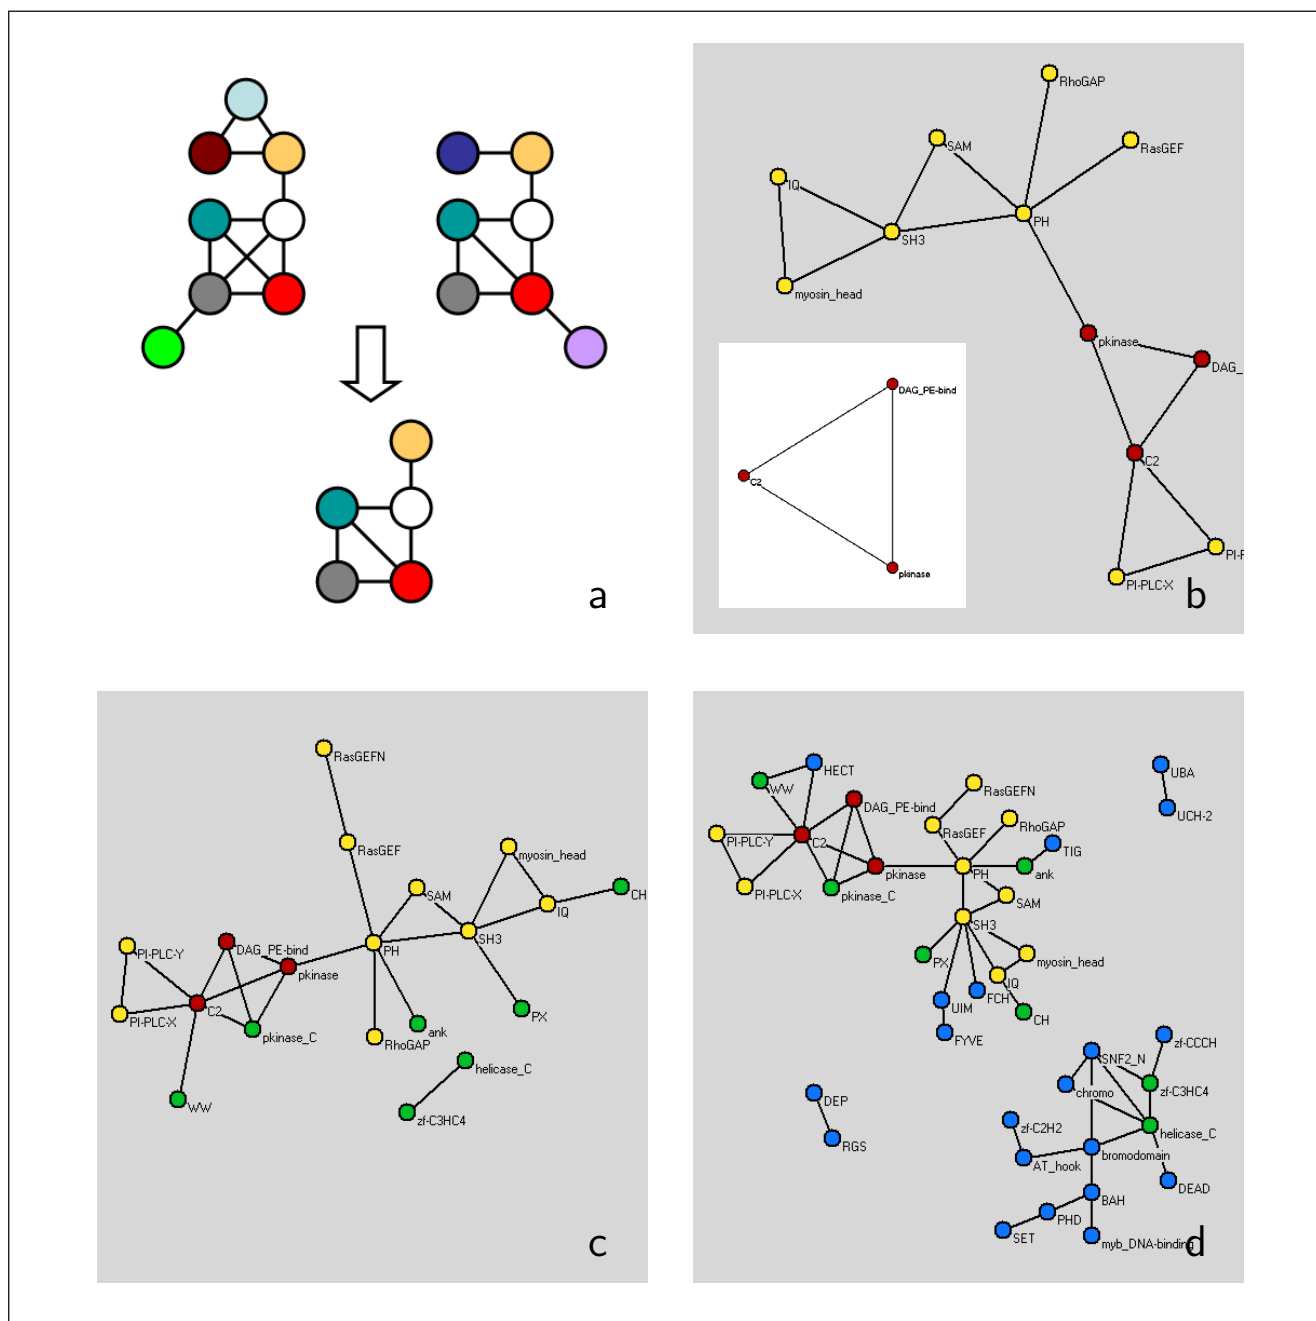 a
RhoGAP
RasGEF
SAM
IQ
PH
SH3
myosin_head
pkinase
DAG_
C2
PI-PLC-X
DAG_PE-bind
C2
pkinase
b
RasGEFN
RasGEF
myosin_head
SAM
CH
IQ
SH3
PH
PI-PLC-Y
DAG_PE-bind
pkinase
C2
PI-PLC-X
pkinase_C
ank
PX
RhoGAP
helicase_C
WW
zf-C3HC4
c
HECT
UBA
WW
RasGEFN
DAG_PE-bind
UCH-2
RhoGAP
RasGEF
PI-PLC-Y
C2
TIG
pkinase
PH
ank
PI-PLC-X
pkinase_C
SAM
SH3
PX
myosin_head
IQ
FCH
UIM
CH
FYVE
zf-CCCH
SNF2_N
chromo
zf-C3HC4
DEP
zf-C2H2
helicase_C
RGS
bromodomain
AT_hook
DEAD
BAH
PHD
SET
myb_DNA-binding
d